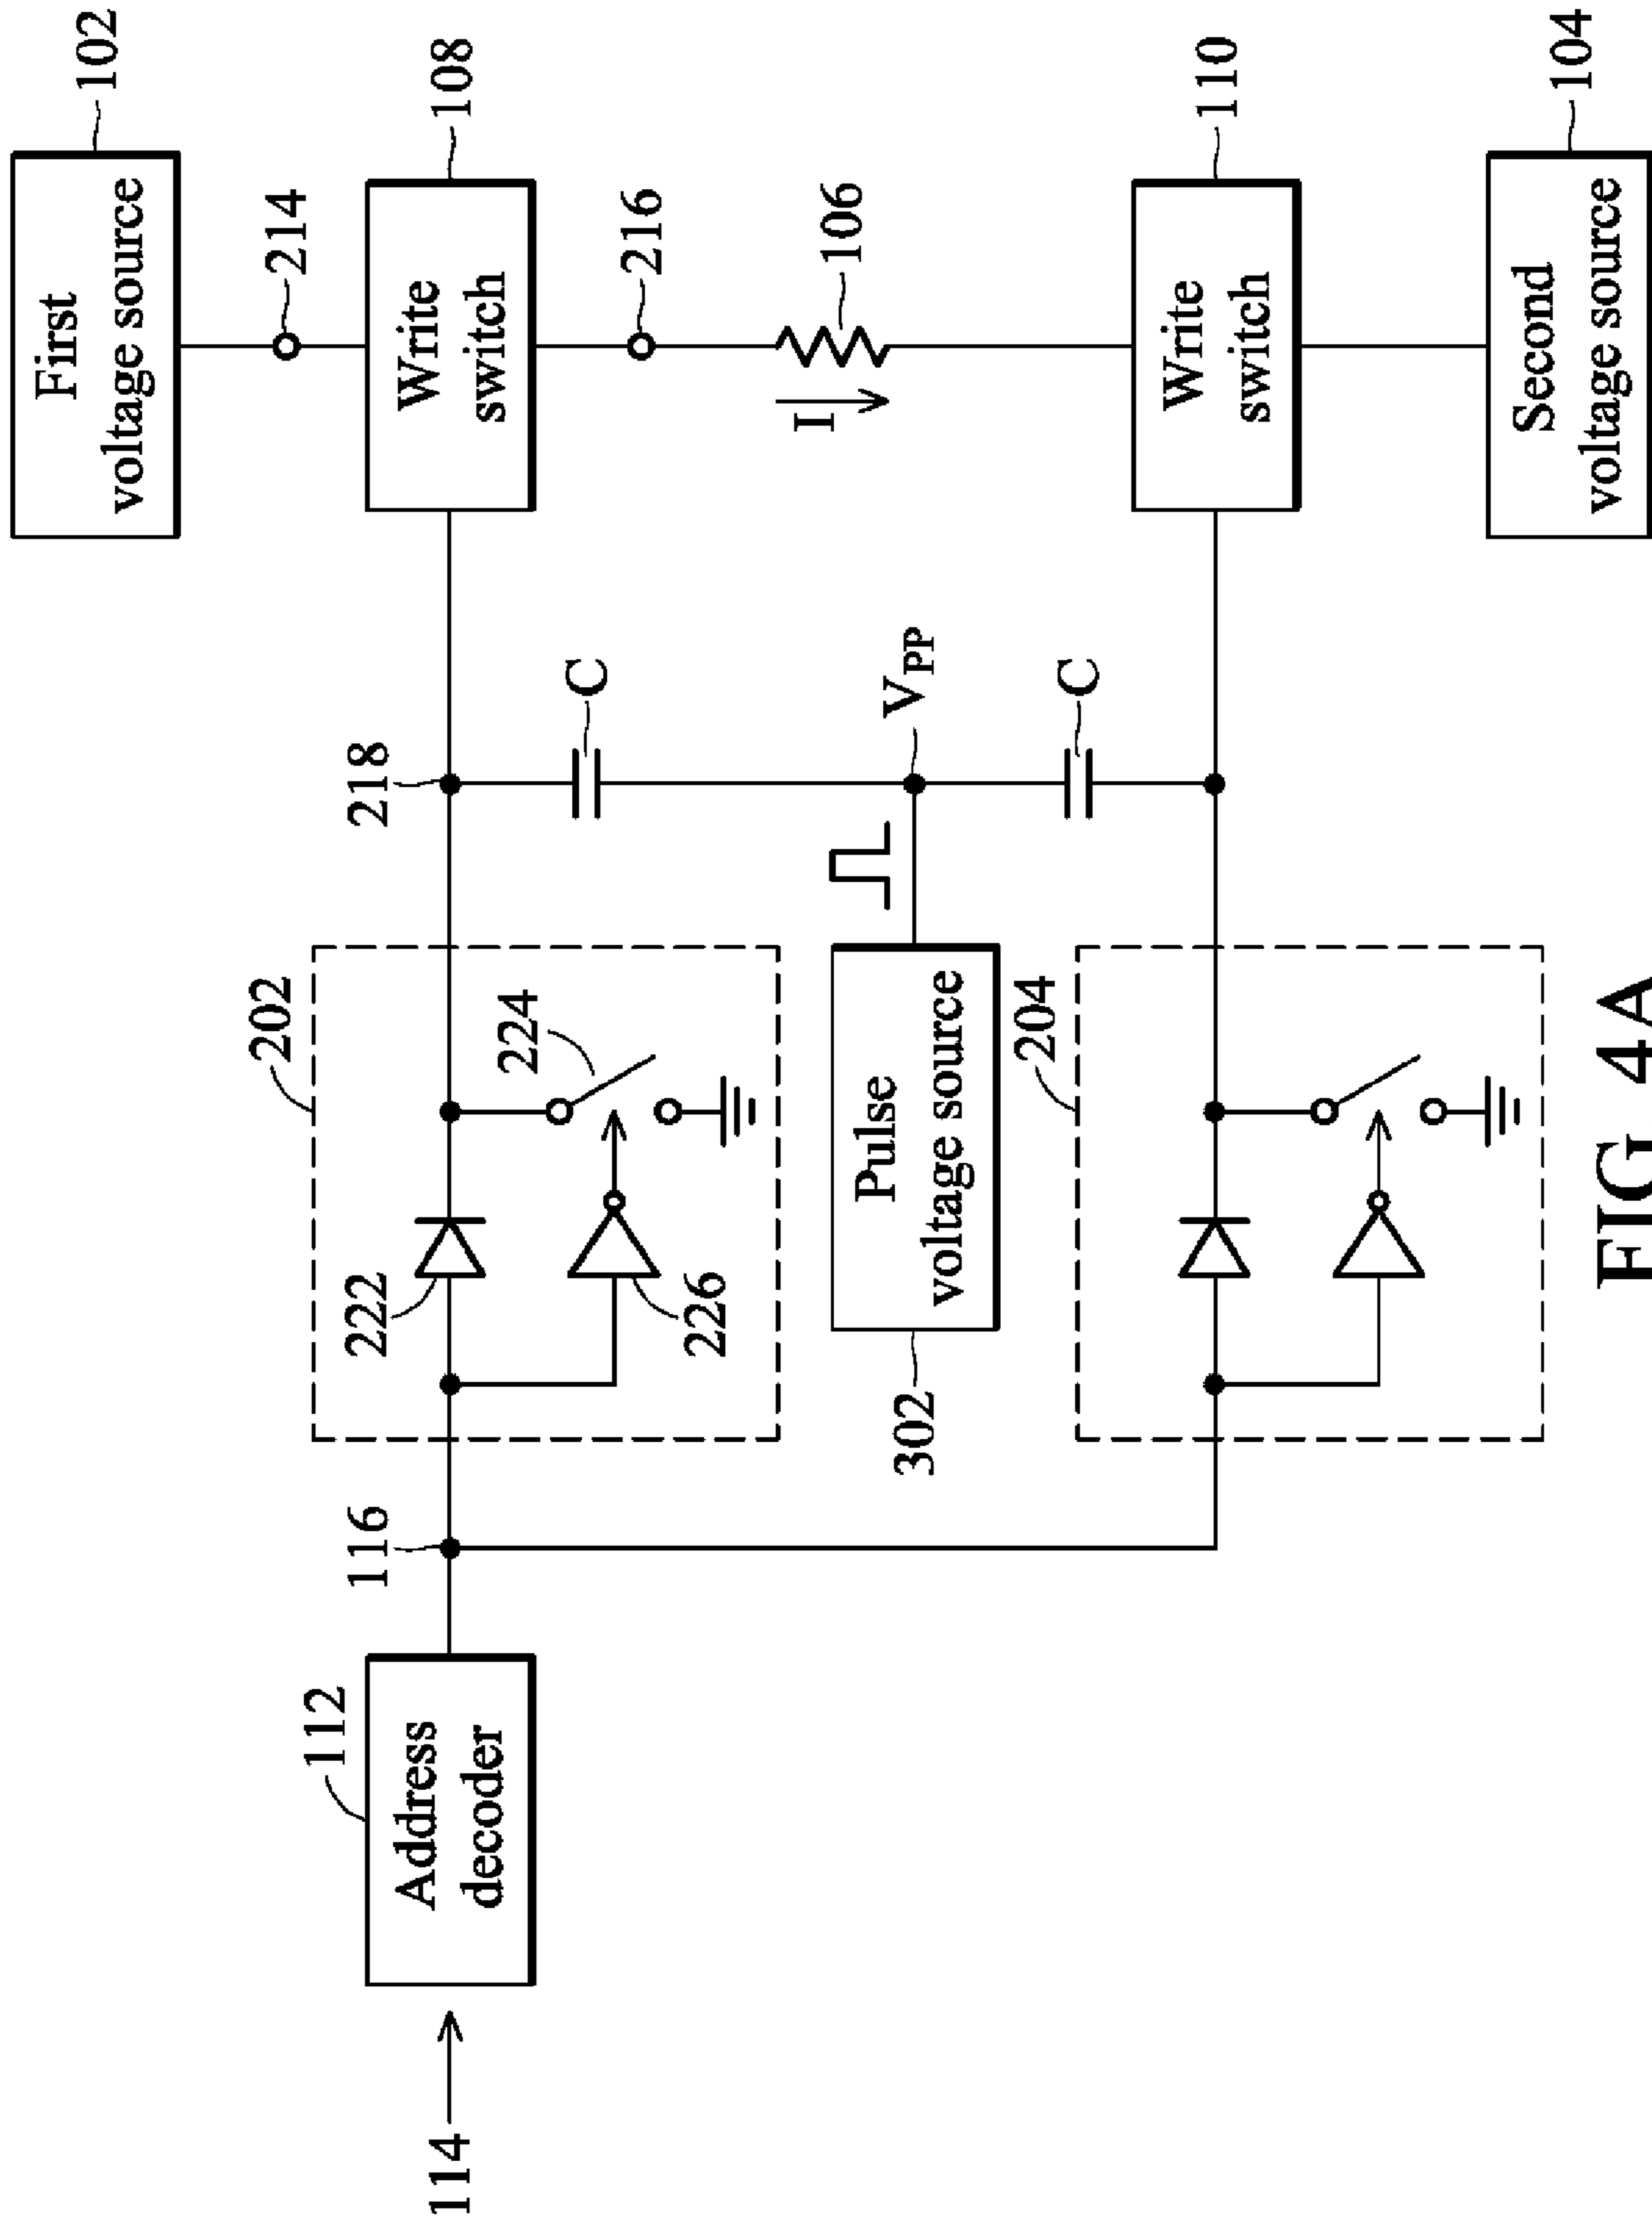 First
voltage source
102
214
112
116
202
218
Write
switch
108
222
C
114
Address
decoder
224
216
226
I
106
302
Pulse
voltage source
V_PP
204
C
Write
switch
110
Second
voltage source
104
FIG. 4A